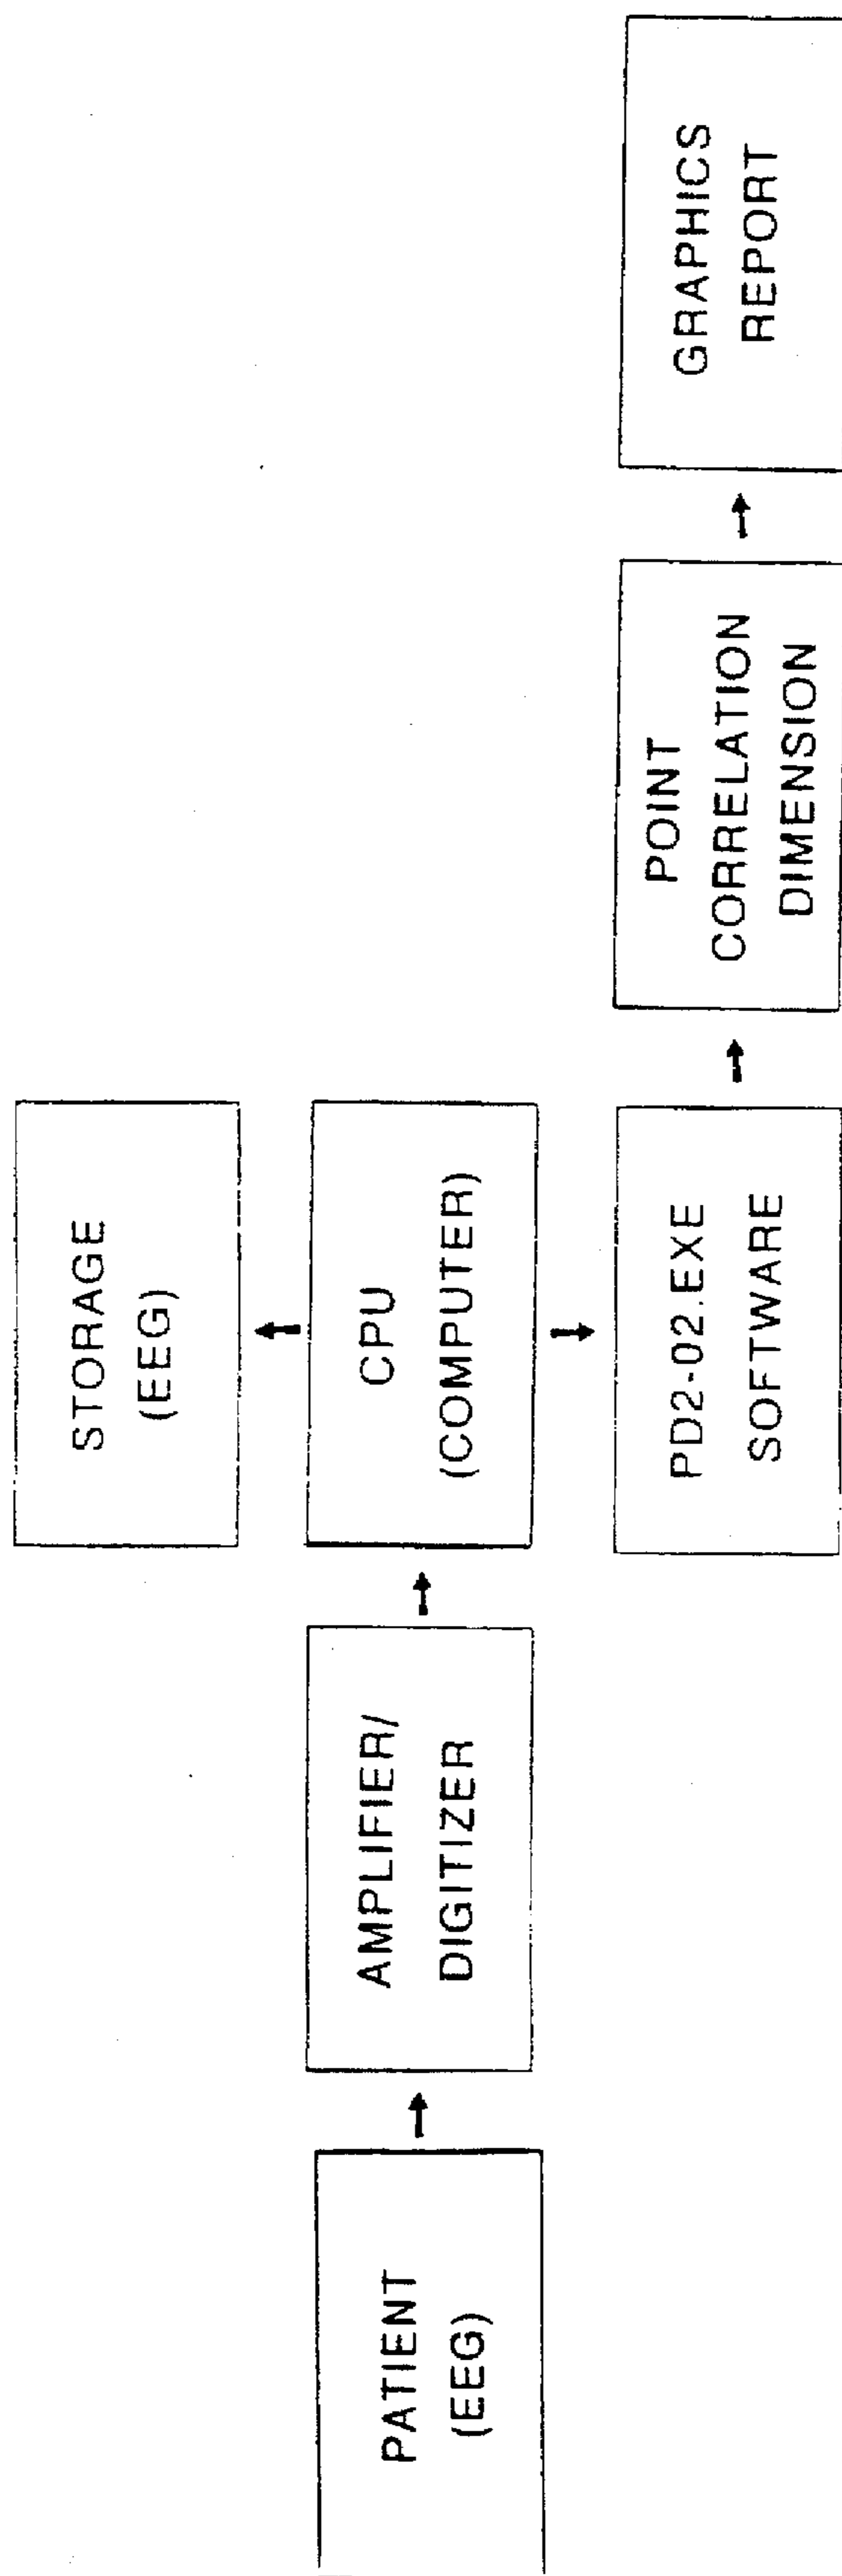 PATIENT
(EEG)
AMPLIFIER/
DIGITIZER
STORAGE
(EEG)
CPU
(COMPUTER)
PD2-02.EXE
SOFTWARE
POINT
CORRELATION
DIMENSION
GRAPHICS
REPORT